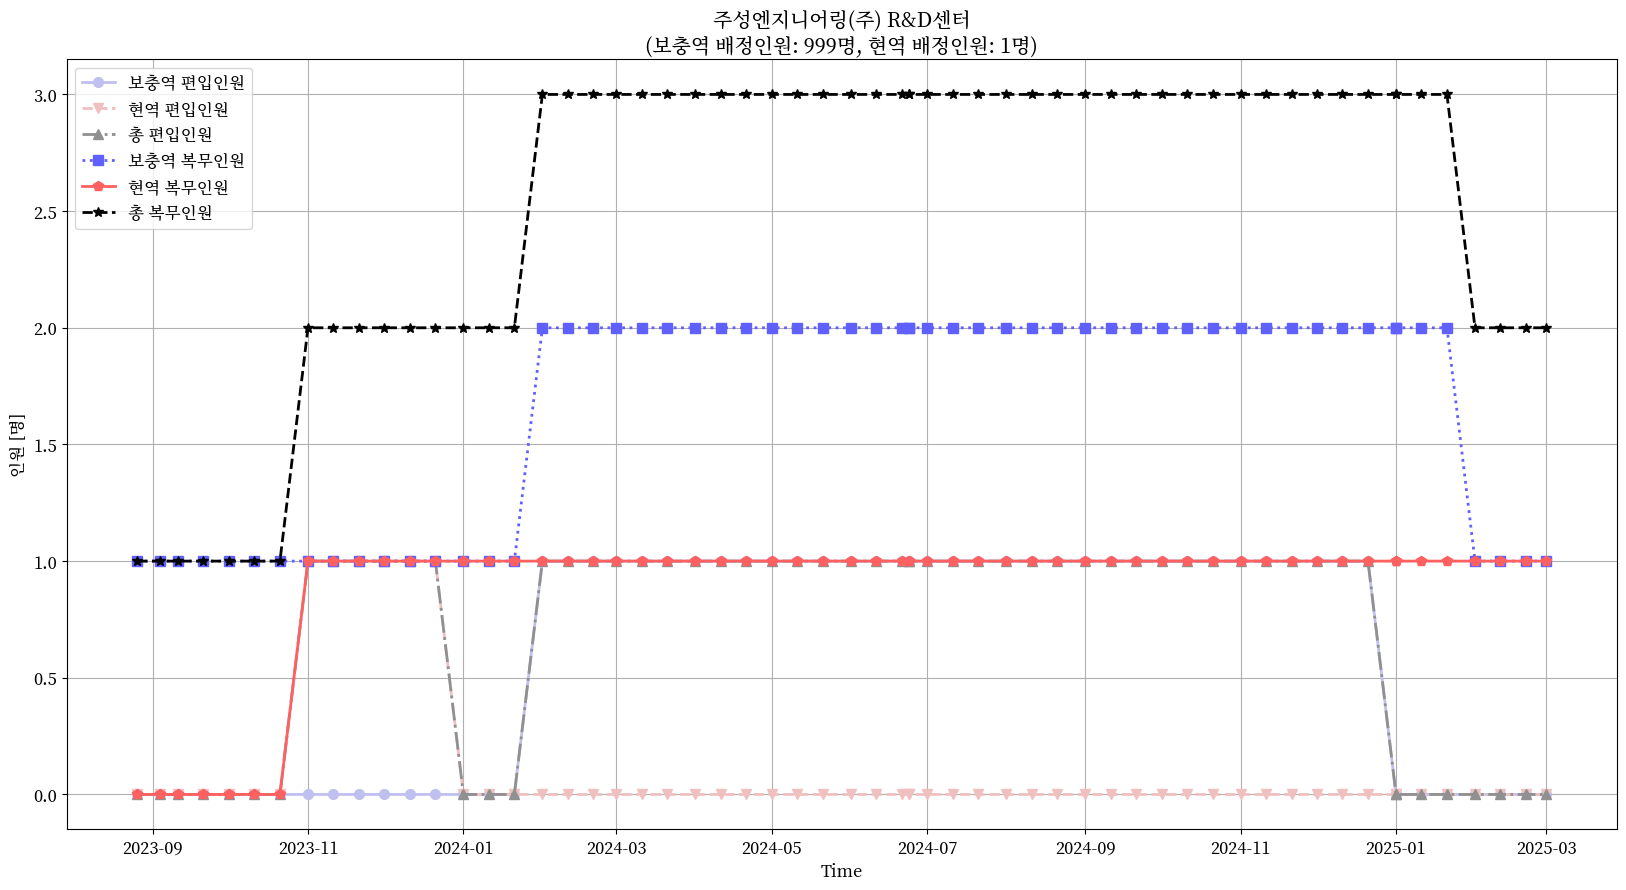 주성엔지니어링(주) R&D센터
(보충역 배정인원: 999명, 현역 배정인원: 1명)
보충역 편입인원
현역 편입인원
총 편입인원
보충역 복무인원
현역 복무인원
총 복무인원
인원 [명]
3.0
2.5
2.0
1.5
1.0
0.5
0.0
2023-09
2023-11
2024-01
2024-03
2024-05
2024-07
2024-09
2024-11
2025-01
2025-03
Time